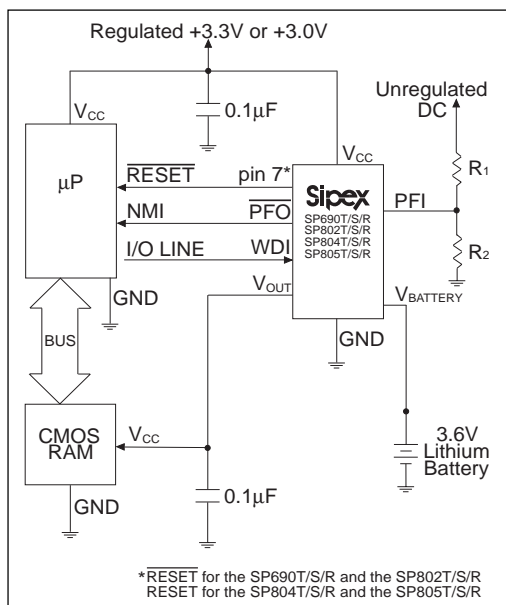 Regulated +3.3V or +3.0V
VCC
0.1µF
Unregulated
DC
VCC
µP
RESET
pin 7*
Sipex
SP690T/S/R
SP802T/S/R
SP804T/S/R
SP805T/S/R
PFI
R1
NMI
PFO
I/O LINE
WDI
R2
VOUT
GND
VBATTERY
BUS
GND
CMOS
RAM
VCC
3.6V
Lithium
Battery
GND
0.1µF
*RESET for the SP690T/S/R and the SP802T/S/R
RESET for the SP804T/S/R and the SP805T/S/R